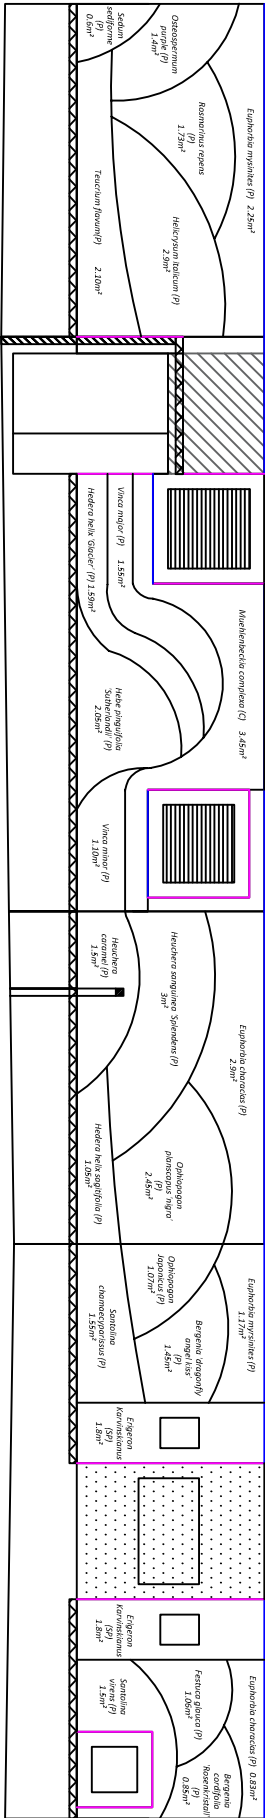 Sedum
sediforme
(P)
0.6m²
Osteospermum
purple (P)
1.4m²
Rosmarinus repens
(P)
1.73m²
Euphorbia mysinites (P) 2.25m²
Helicrysum italicum (P)
2.9m²
Teucrium flavum(P) 2.10m²
Muehlenbeckia complexa (C) 3.45m²
Vinca major (P) 1.55m²
Hedera helix 'Glacier' (P) 1.59m²
Hebe pinguifolia
'Sutherlandii' (P)
2.05m²
Vinca minor (P)
1.10m²
Heuchera
caramel (P)
1.5m²
Heuchera sanguinea 'Splendens (P)
3m²
Euphorbia characias (P)
2.9m²
Ophiopogon
planscapus 'nigra'
(P)
2.45m²
Hedera helix sagitifolia (P)
1.05m²
Euphorbia myrsinites (P)
1.17m²
Bergenia 'dragonfly
angel kiss'
(P)
1.45m²
Ophiopogon
Japonicus (P)
1.07m²
Santolina
chamaecyparissus (P)
1.55m²
Erigeron
Karvinskianus
(SP)
1.8m²
Erigeron
Karvinskianus
(SP)
1.8m²
Euphorbia characias (P) 0.83m²
Bergenia
cordifolia
'Rosenkristall
(P)
0.85m²
Festuca glauca (P)
1.06m²
Santolina
virens (P)
1.5m²